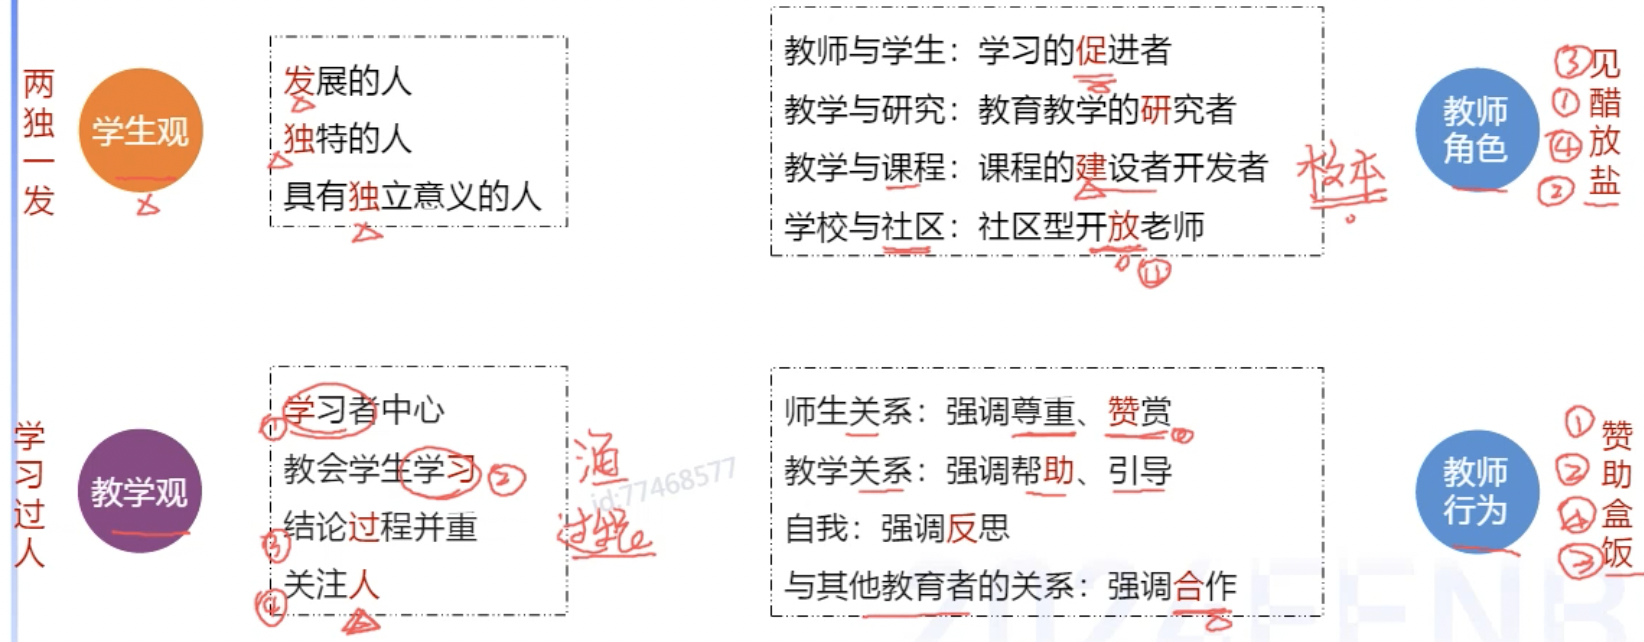 两独一发
学生观
发展的人
独特的人
具有独立意义的人
教师与学生：学习的促进者
教学与研究：教育教学的研究者
教学与课程：课程的建设者开发者
校本
学校与社区：社区型开放老师
④
教师
角色
③见
①醋
④放
②盐
学习过人
教学观
①学习者中心
教会学生学习②
③结论过程并重
④关注人
过程
id:77468577
师生关系：强调尊重、赞赏
教学关系：强调帮助、引导
自我：强调反思
与其他教育者的关系：强调合作
教师
行为
①赞
②助
④盒
③饭